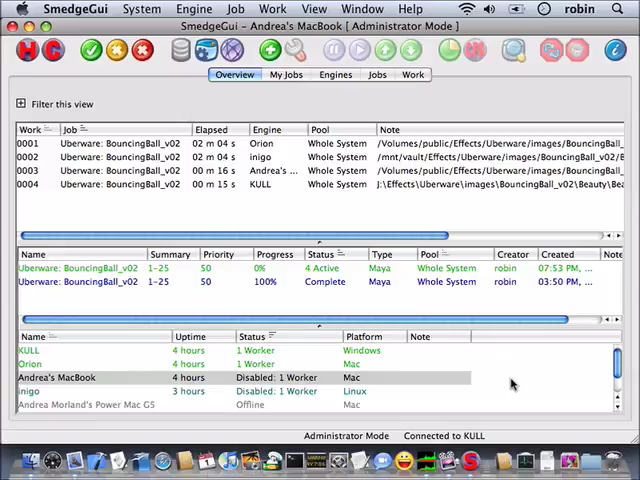 SmedgeGui System Engine Job View Window Help robin
SmedgeGui – Andrea's MacBook [ Administrator Mode ]
Overview My Jobs Engines Jobs Work
Filter this view
Work Job Elapsed Engine Pool Note
0001 Uberware: BouncingBall_v02 02 m 04 s Orion Whole System /Volumes/public/Effects/Uberware/images/BouncingBall_v0
0002 Uberware: BouncingBall_v02 02 m 04 s inigo Whole System /mnt/vault/Effects/Uberware/images/BouncingBall_v02/B
0003 Uberware: BouncingBall_v02 00 m 16 s Andrea's ... Whole System /Volumes/public/Effects/Uberware/images/BouncingBall_v0
0004 Uberware: BouncingBall_v02 00 m 15 s KULL Whole System J:\Effects\Uberware\images\BouncingBall_v02\Beauty\Bea
Name Summary Priority Progress Status Type Pool Creator Created Note
Uberware: BouncingBall_v02 1-25 50 0% 4 Active Maya Whole System robin 07:53 PM, ...
Uberware: BouncingBall_v02 1-25 50 100% Complete Maya Whole System robin 03:50 PM, ...
Name Uptime Status Platform Note
KULL 4 hours 1 Worker Windows
Orion 4 hours 1 Worker Mac
Andrea's MacBook 4 hours Disabled: 1 Worker Mac
inigo 3 hours Disabled: 1 Worker Linux
Andrea Morland's Power Mac G5 Offline Mac
Administrator Mode Connected to KULL